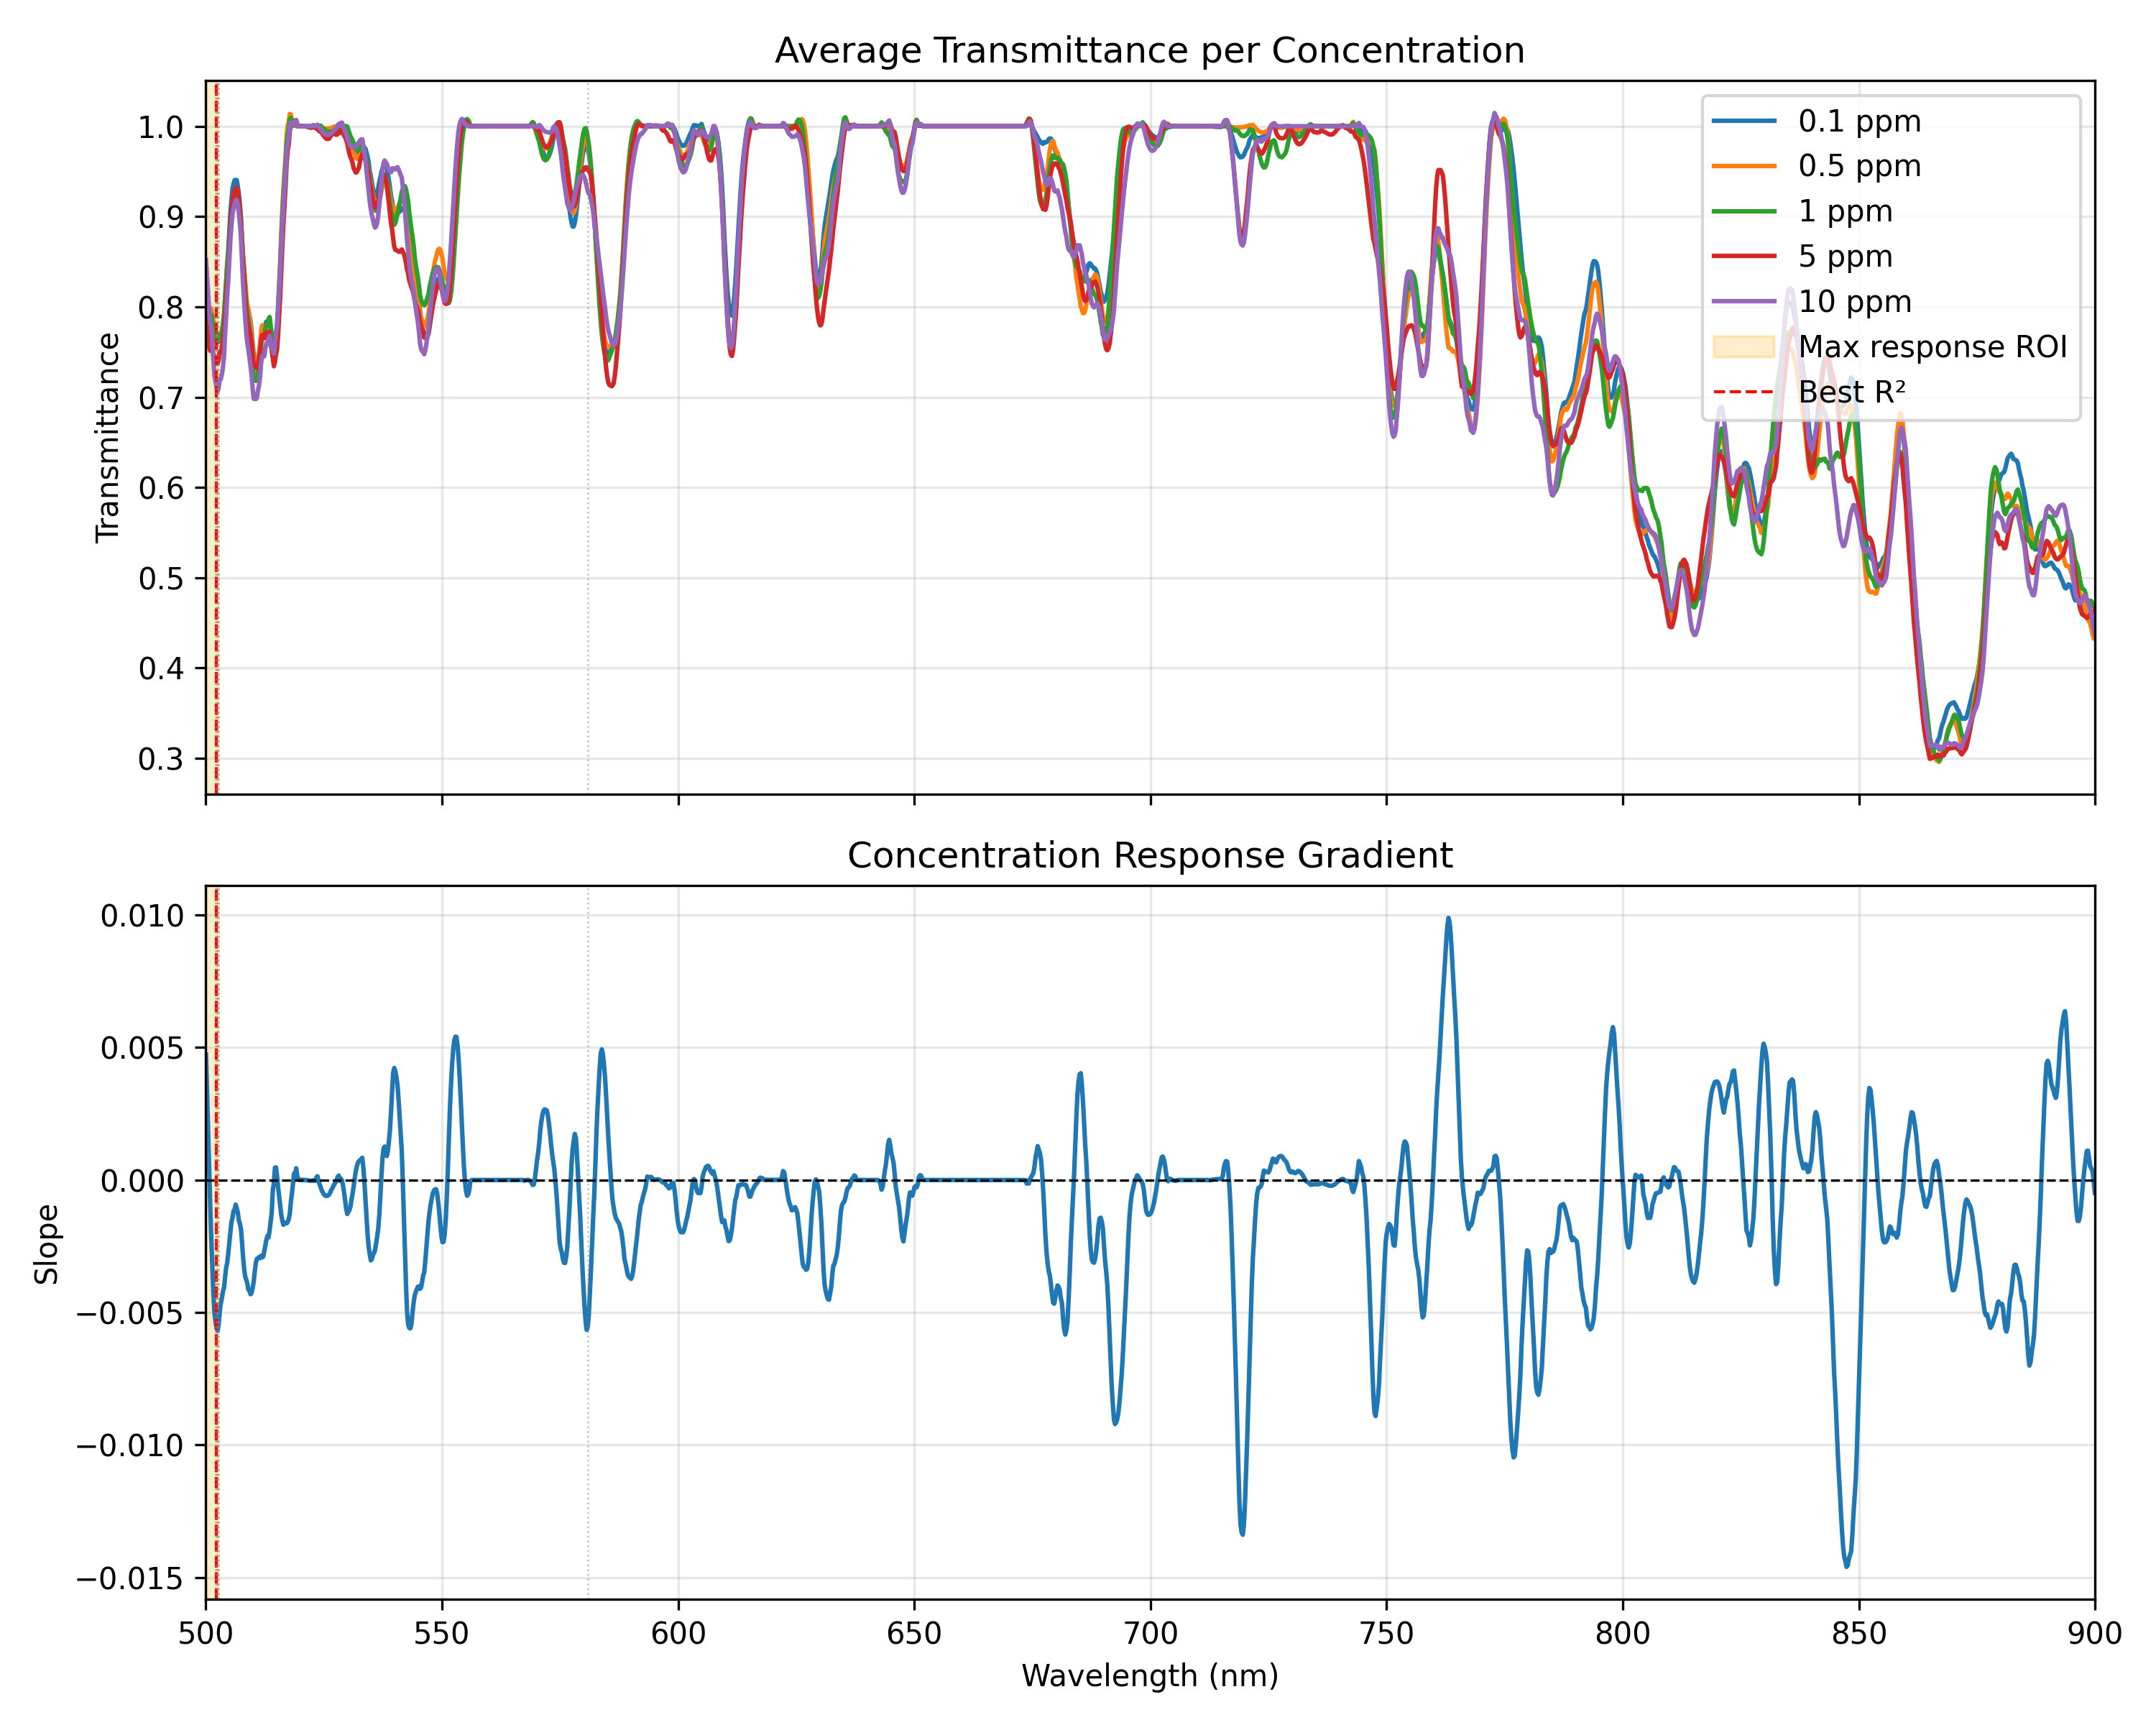 Average Transmittance per Concentration
Transmittance
1.0
0.9
0.8
0.7
0.6
0.5
0.4
0.3
0.1 ppm
0.5 ppm
1 ppm
5 ppm
10 ppm
Max response ROI
Best R²
Concentration Response Gradient
Slope
0.010
0.005
0.000
−0.005
−0.010
−0.015
500 550 600 650 700 750 800 850 900
Wavelength (nm)